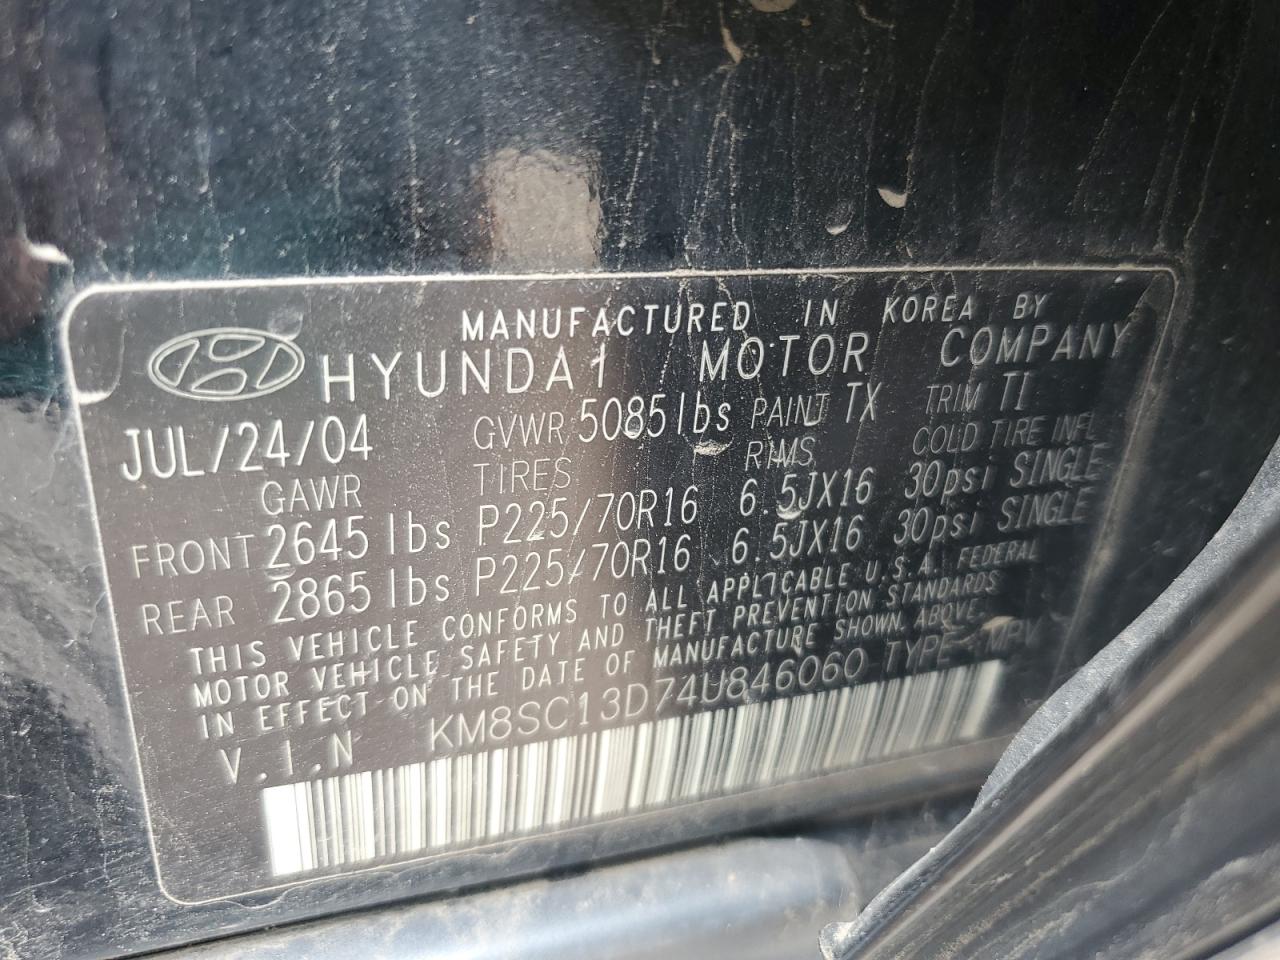 MANUFACTURED IN KOREA BY
HYUNDAI MOTOR COMPANY
JUL/24/04 GVWR 5085lbs PAINT TX TRIM TI
GAWR TIRES RIMS COLD TIRE INFL
FRONT 2645lbs P225/70R16 6.5JX16 30psi SINGLE
REAR 2865lbs P225/70R16 6.5JX16 30psi SINGLE
THIS VEHICLE CONFORMS TO ALL APPLICABLE U.S.A. FEDERAL
MOTOR VEHICLE SAFETY AND THEFT PREVENTION STANDARDS
IN EFFECT ON THE DATE OF MANUFACTURE SHOWN ABOVE.
V.I.N KM8SC13D74U846060 TYPE MPV